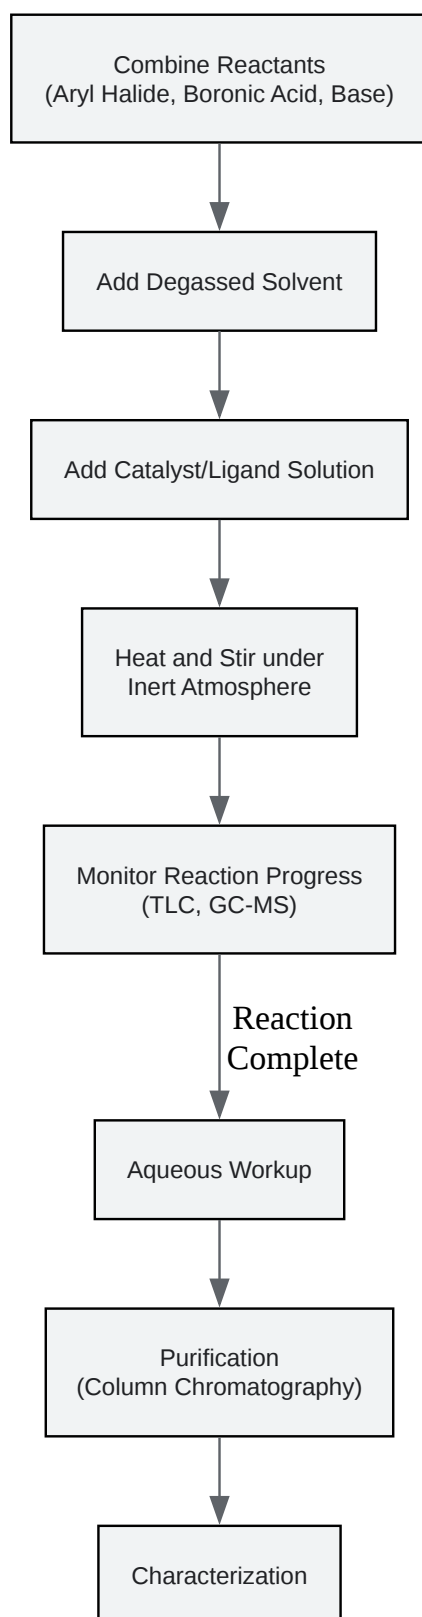 Combine Reactants
(Aryl Halide, Boronic Acid, Base)
Add Degassed Solvent
Add Catalyst/Ligand Solution
Heat and Stir under
Inert Atmosphere
Monitor Reaction Progress
(TLC, GC-MS)
Reaction
Complete
Aqueous Workup
Purification
(Column Chromatography)
Characterization